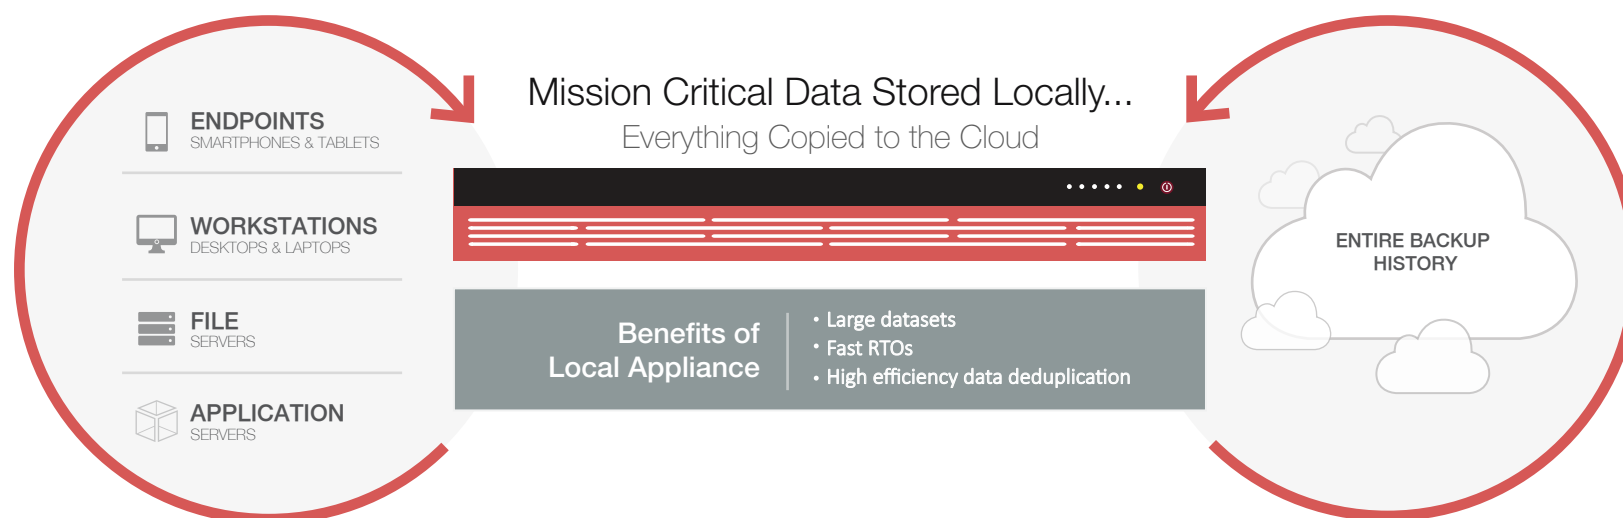 ENDPOINTS
SMARTPHONES & TABLETS
WORKSTATIONS
DESKTOPS & LAPTOPS
FILE
SERVERS
APPLICATION
SERVERS
Mission Critical Data Stored Locally...
Everything Copied to the Cloud
Benefits of
Local Appliance
• Large datasets
• Fast RTOs
• High efficiency data deduplication
ENTIRE BACKUP
HISTORY